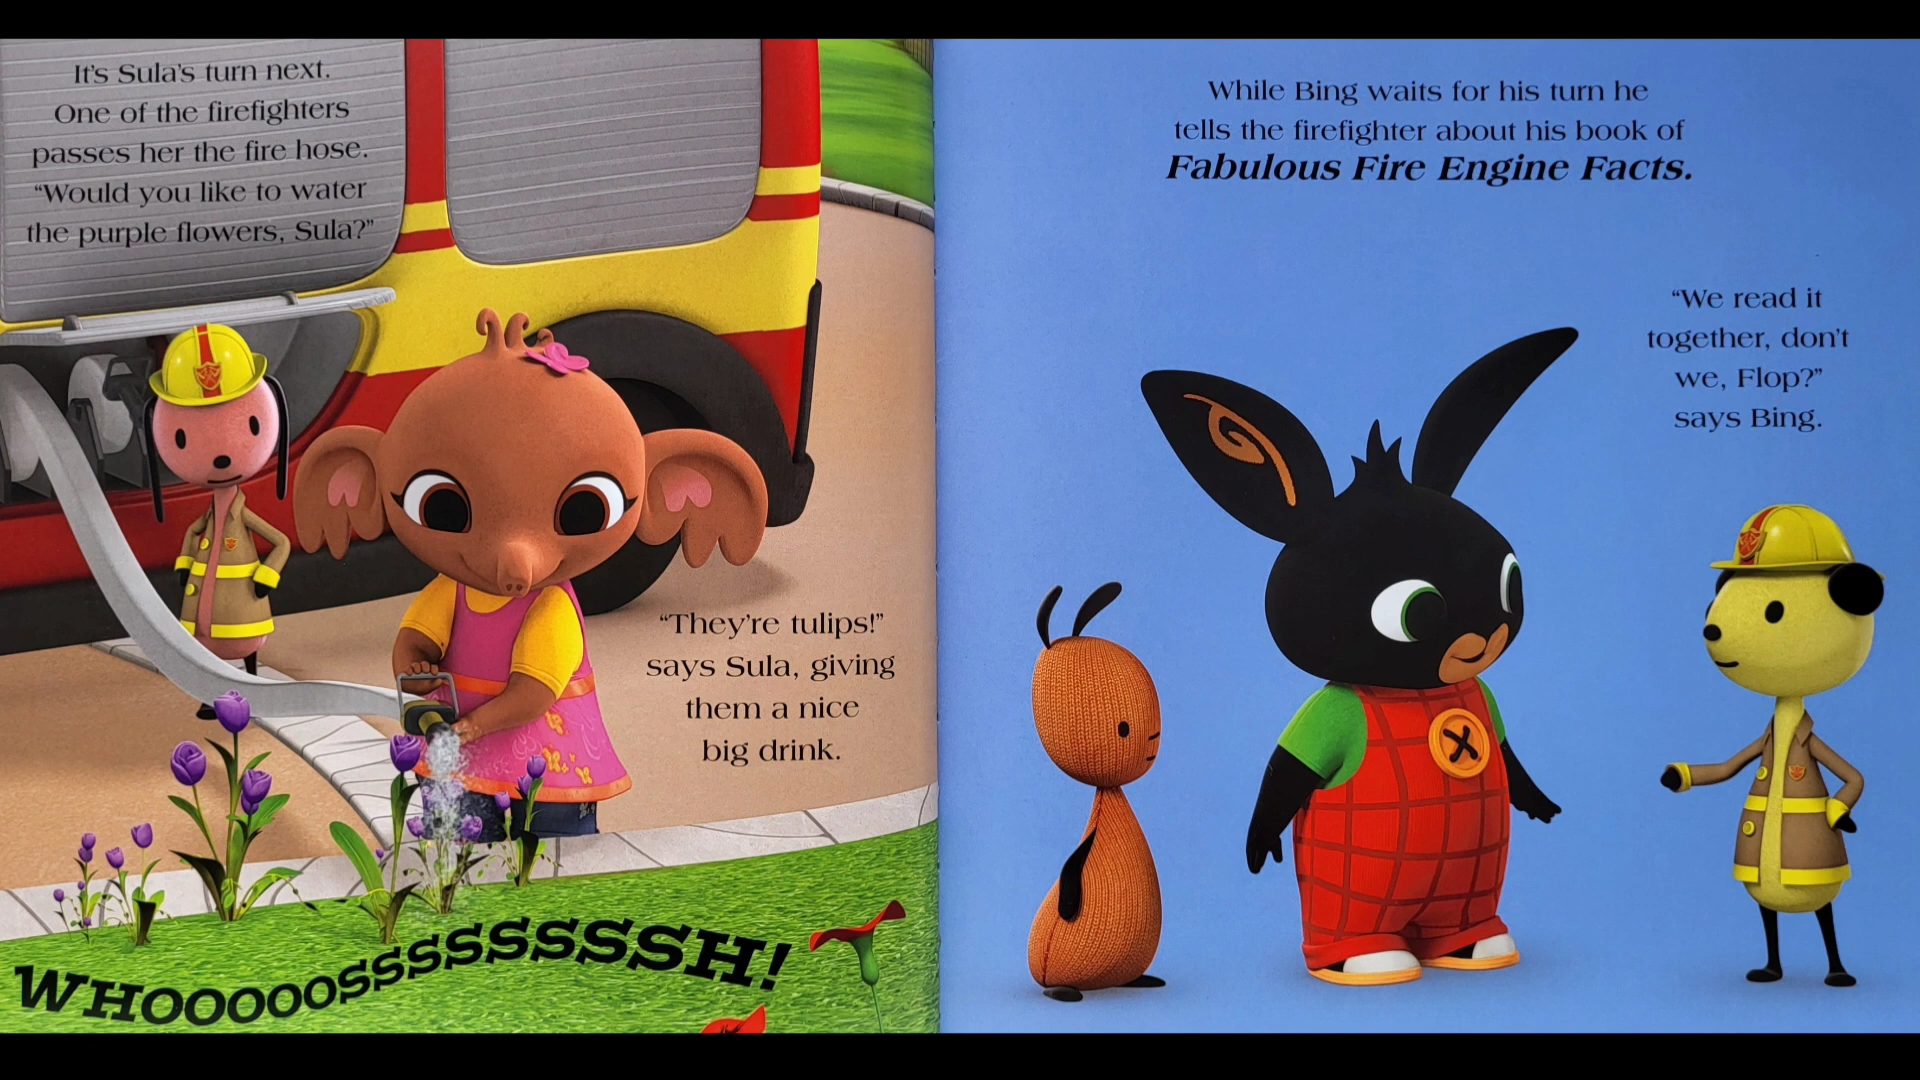 It's Sula's turn next.
One of the firefighters
passes her the fire hose.
“Would you like to water
the purple flowers, Sula?”
“They're tulips!”
says Sula, giving
them a nice
big drink.
WHOOOOOSSSSSSSSSSH!
While Bing waits for his turn he
tells the firefighter about his book of
Fabulous Fire Engine Facts.
“We read it
together, don't
we, Flop?”
says Bing.